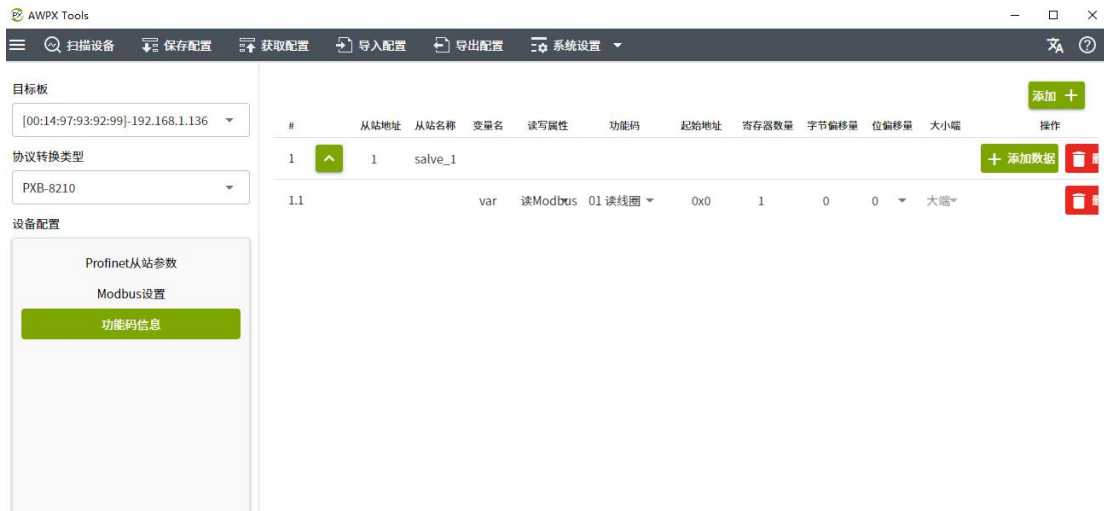 AWPX Tools
扫描设备 保存配置 获取配置 导入配置 导出配置 系统设置
目标板
添加
[00:14:97:93:92:99]-192.168.1.136
# 从站地址 从站名称 变量名 读写属性 功能码 起始地址 寄存器数量 字节偏移量 位偏移量 大小端 操作
协议转换类型
1 1 salve_1 添加数据
PXB-8210
1.1 var 读Modbus 01 读线圈 0x0 1 0 0 大端
设备配置
Profinet从站参数
Modbus设置
功能码信息